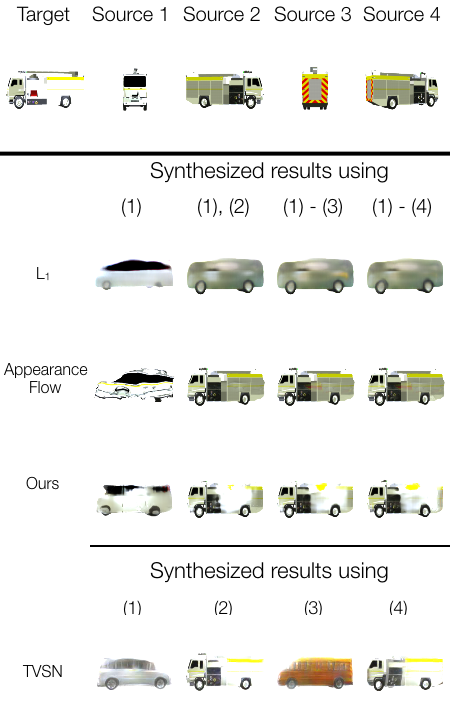 Target Source 1 Source 2 Source 3 Source 4
Synthesized results using
(1) (1), (2) (1) - (3) (1) - (4)
L₁
Appearance
Flow
Ours
Synthesized results using
(1) (2) (3) (4)
TVSN